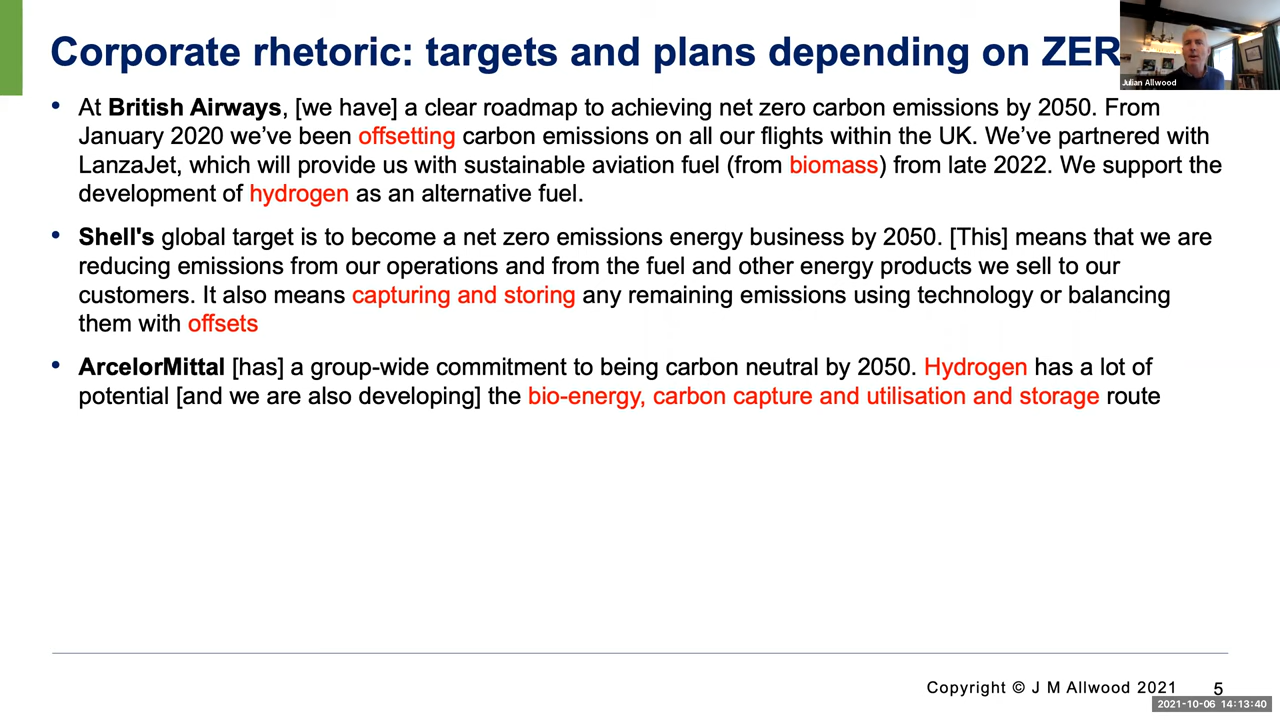 Corporate rhetoric: targets and plans depending on ZER
Julian Allwood
• At British Airways, [we have] a clear roadmap to achieving net zero carbon emissions by 2050. From
January 2020 we've been offsetting carbon emissions on all our flights within the UK. We've partnered with
LanzaJet, which will provide us with sustainable aviation fuel (from biomass) from late 2022. We support the
development of hydrogen as an alternative fuel.
• Shell's global target is to become a net zero emissions energy business by 2050. [This] means that we are
reducing emissions from our operations and from the fuel and other energy products we sell to our
customers. It also means capturing and storing any remaining emissions using technology or balancing
them with offsets
• ArcelorMittal [has] a group-wide commitment to being carbon neutral by 2050. Hydrogen has a lot of
potential [and we are also developing] the bio-energy, carbon capture and utilisation and storage route
Copyright © J M Allwood 2021
5
2021-10-06 14:13:40